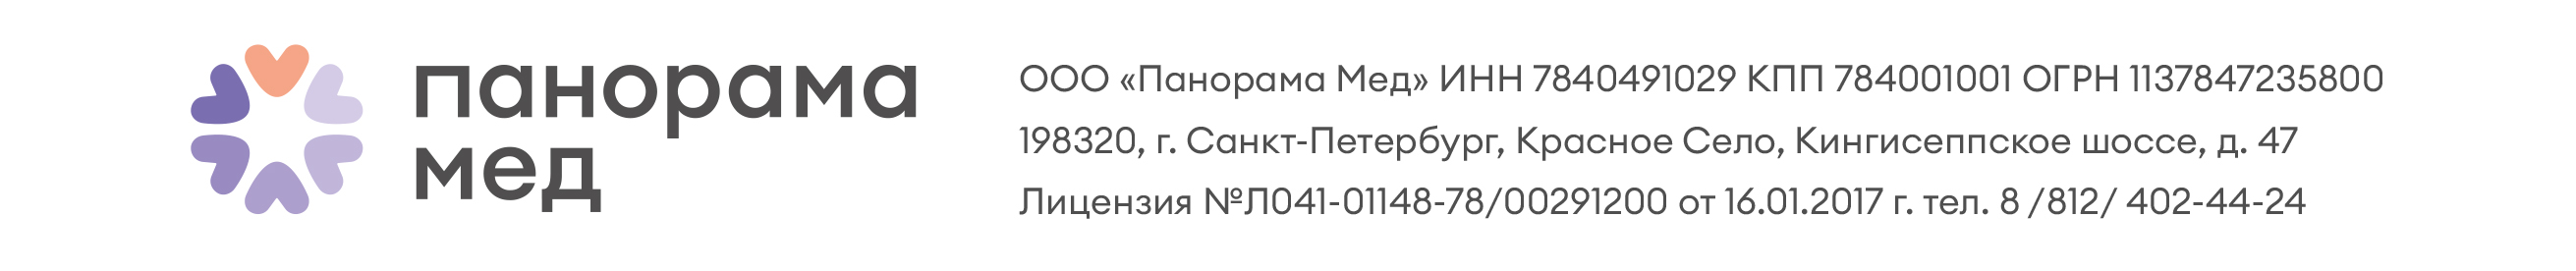 панорама
мед
ООО «Панорама Мед» ИНН 7840491029 КПП 784001001 ОГРН 1137847235800
198320, г. Санкт-Петербург, Красное Село, Кингисеппское шоссе, д. 47
Лицензия №Л041-01148-78/00291200 от 16.01.2017 г. тел. 8 /812/ 402-44-24